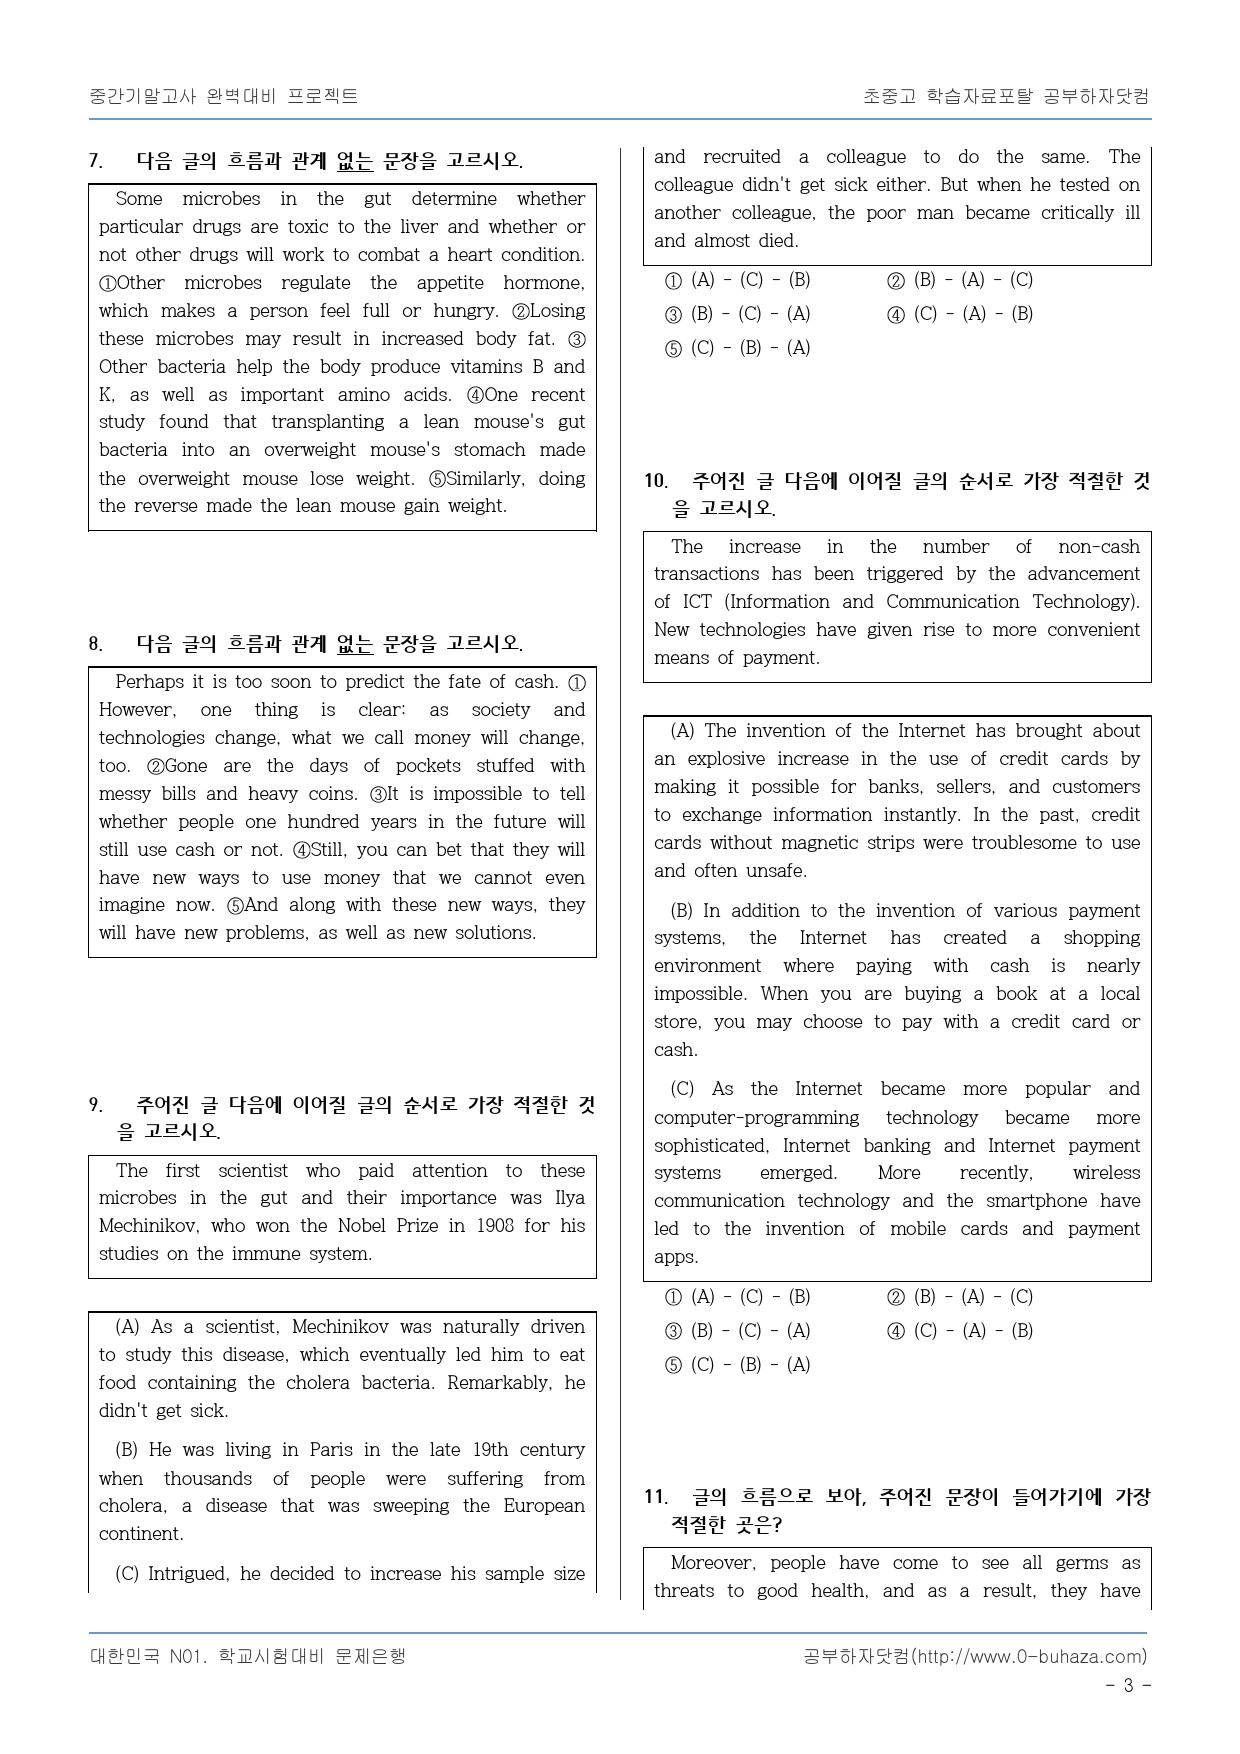 중간기말고사 완벽대비 프로젝트
초중고 학습자료포탈 공부하자닷컴
7. 다음 글의 흐름과 관계 없는 문장을 고르시오.
Some microbes in the gut determine whether
particular drugs are toxic to the liver and whether or
not other drugs will work to combat a heart condition.
①Other microbes regulate the appetite hormone,
which makes a person feel full or hungry. ②Losing
these microbes may result in increased body fat. ③
Other bacteria help the body produce vitamins B and
K, as well as important amino acids. ④One recent
study found that transplanting a lean mouse's gut
bacteria into an overweight mouse's stomach made
the overweight mouse lose weight. ⑤Similarly, doing
the reverse made the lean mouse gain weight.
8. 다음 글의 흐름과 관계 없는 문장을 고르시오.
Perhaps it is too soon to predict the fate of cash. ①
However, one thing is clear: as society and
technologies change, what we call money will change,
too. ②Gone are the days of pockets stuffed with
messy bills and heavy coins. ③It is impossible to tell
whether people one hundred years in the future will
still use cash or not. ④Still, you can bet that they will
have new ways to use money that we cannot even
imagine now. ⑤And along with these new ways, they
will have new problems, as well as new solutions.
9. 주어진 글 다음에 이어질 글의 순서로 가장 적절한 것
을 고르시오.
The first scientist who paid attention to these
microbes in the gut and their importance was Ilya
Mechinikov, who won the Nobel Prize in 1908 for his
studies on the immune system.
(A) As a scientist, Mechinikov was naturally driven
to study this disease, which eventually led him to eat
food containing the cholera bacteria. Remarkably, he
didn't get sick.
(B) He was living in Paris in the late 19th century
when thousands of people were suffering from
cholera, a disease that was sweeping the European
continent.
(C) Intrigued, he decided to increase his sample size
and recruited a colleague to do the same. The
colleague didn't get sick either. But when he tested on
another colleague, the poor man became critically ill
and almost died.
① (A) - (C) - (B) ② (B) - (A) - (C)
③ (B) - (C) - (A) ④ (C) - (A) - (B)
⑤ (C) - (B) - (A)
10. 주어진 글 다음에 이어질 글의 순서로 가장 적절한 것
을 고르시오.
The increase in the number of non-cash
transactions has been triggered by the advancement
of ICT (Information and Communication Technology).
New technologies have given rise to more convenient
means of payment.
(A) The invention of the Internet has brought about
an explosive increase in the use of credit cards by
making it possible for banks, sellers, and customers
to exchange information instantly. In the past, credit
cards without magnetic strips were troublesome to use
and often unsafe.
(B) In addition to the invention of various payment
systems, the Internet has created a shopping
environment where paying with cash is nearly
impossible. When you are buying a book at a local
store, you may choose to pay with a credit card or
cash.
(C) As the Internet became more popular and
computer-programming technology became more
sophisticated, Internet banking and Internet payment
systems emerged. More recently, wireless
communication technology and the smartphone have
led to the invention of mobile cards and payment
apps.
① (A) - (C) - (B) ② (B) - (A) - (C)
③ (B) - (C) - (A) ④ (C) - (A) - (B)
⑤ (C) - (B) - (A)
11. 글의 흐름으로 보아, 주어진 문장이 들어가기에 가장
적절한 곳은?
Moreover, people have come to see all germs as
threats to good health, and as a result, they have
대한민국 N01. 학교시험대비 문제은행
공부하자닷컴(http://www.0-buhaza.com)
- 3 -